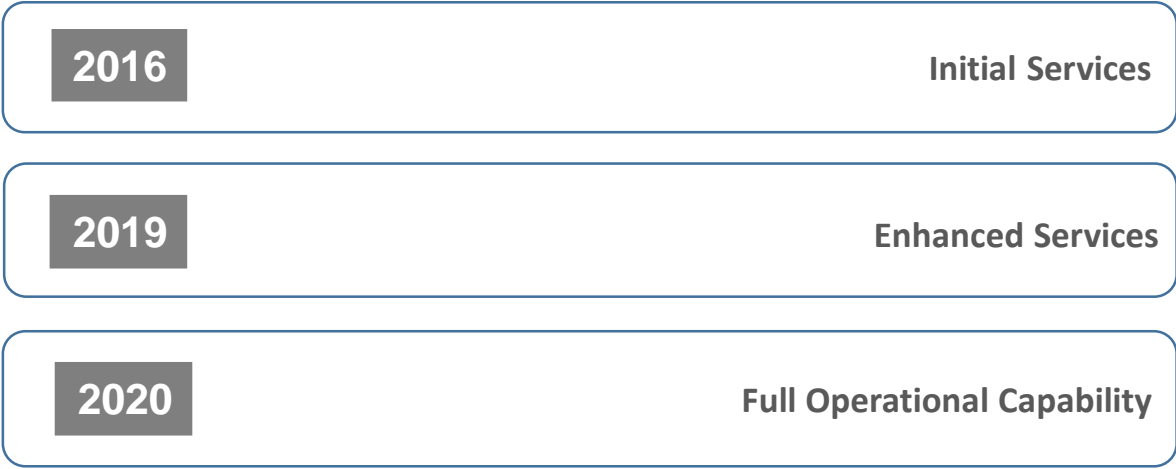 2016 Initial Services
2019 Enhanced Services
2020 Full Operational Capability